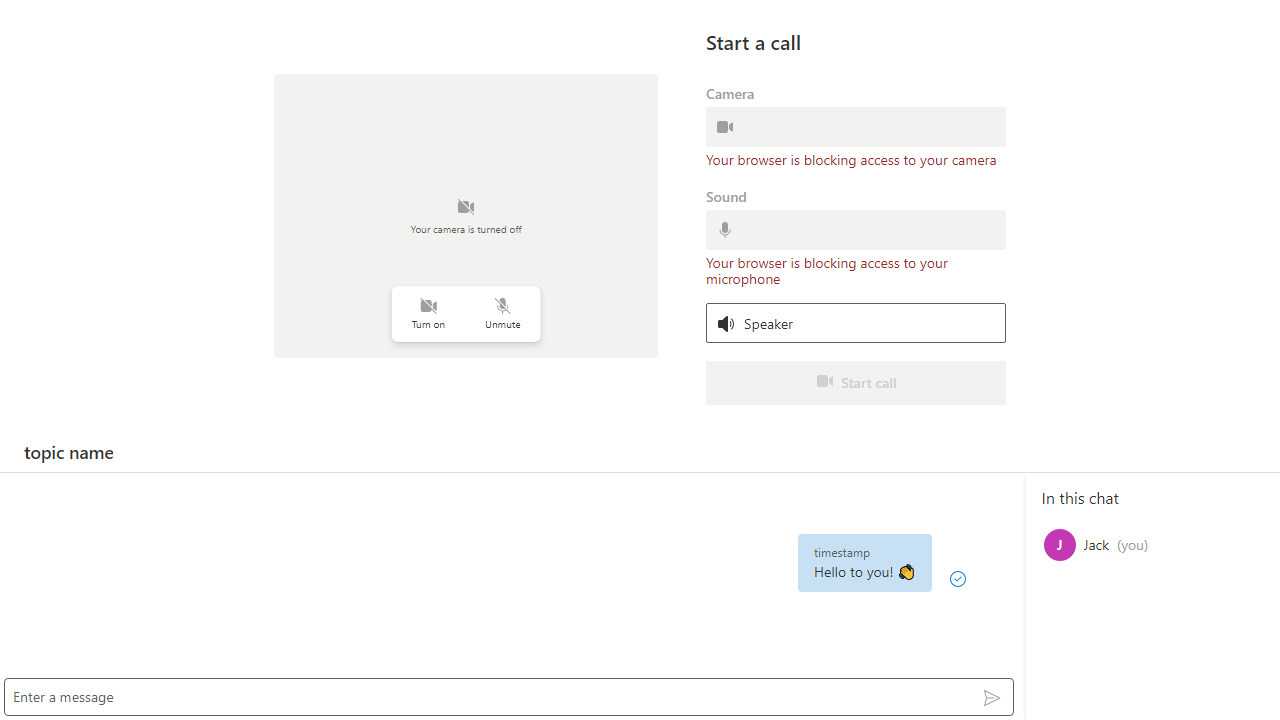 Start a call
Camera
Your browser is blocking access to your camera
Your camera is turned off
Turn on
Unmute
Sound
Your browser is blocking access to your
microphone
Speaker
Start call
topic name
timestamp
Hello to you! 👏
Enter a message
In this chat
J
Jack (you)